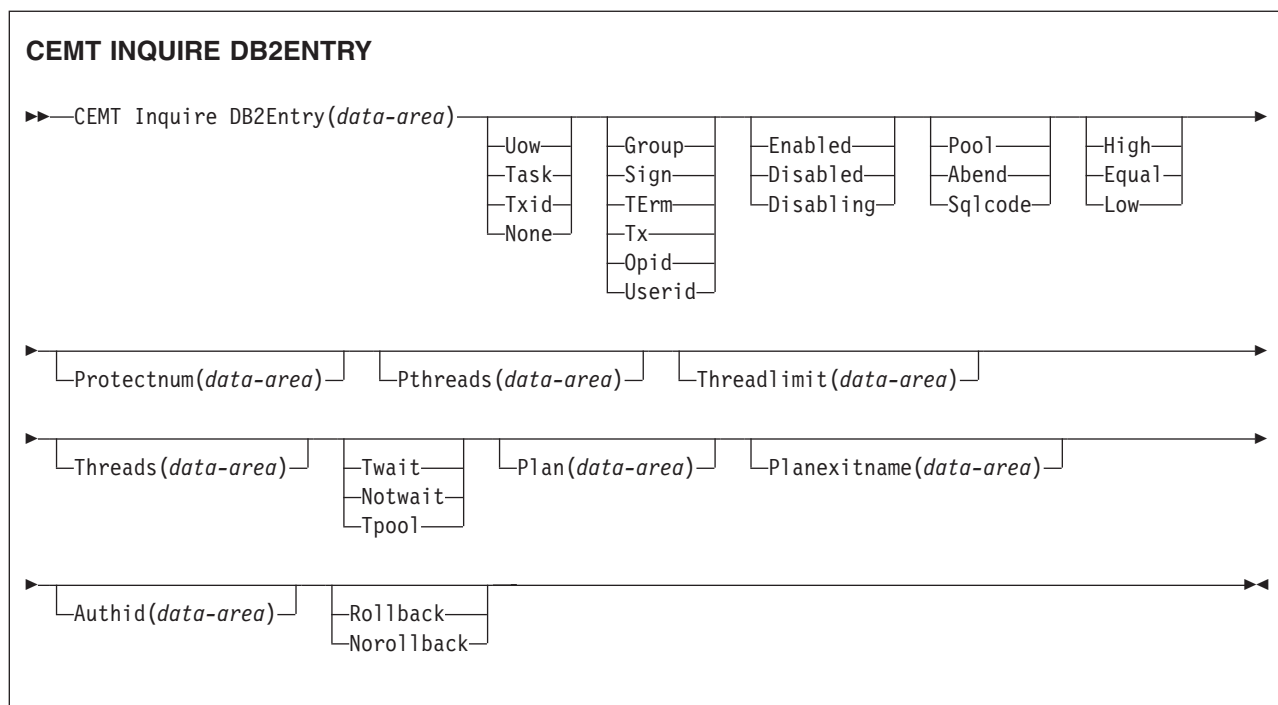 CEMT INQUIRE DB2ENTRY
CEMT Inquire DB2Entry(data-area)
Uow Group Enabled Pool High
Task Sign Disabled Abend Equal
Txid TErm Disabling Sqlcode Low
None Tx
Opid
Userid
Protectnum(data-area) Pthreads(data-area) Threadlimit(data-area)
Threads(data-area) Twait Plan(data-area) Planexitname(data-area)
Notwait
Tpool
Authid(data-area) Rollback
Norollback